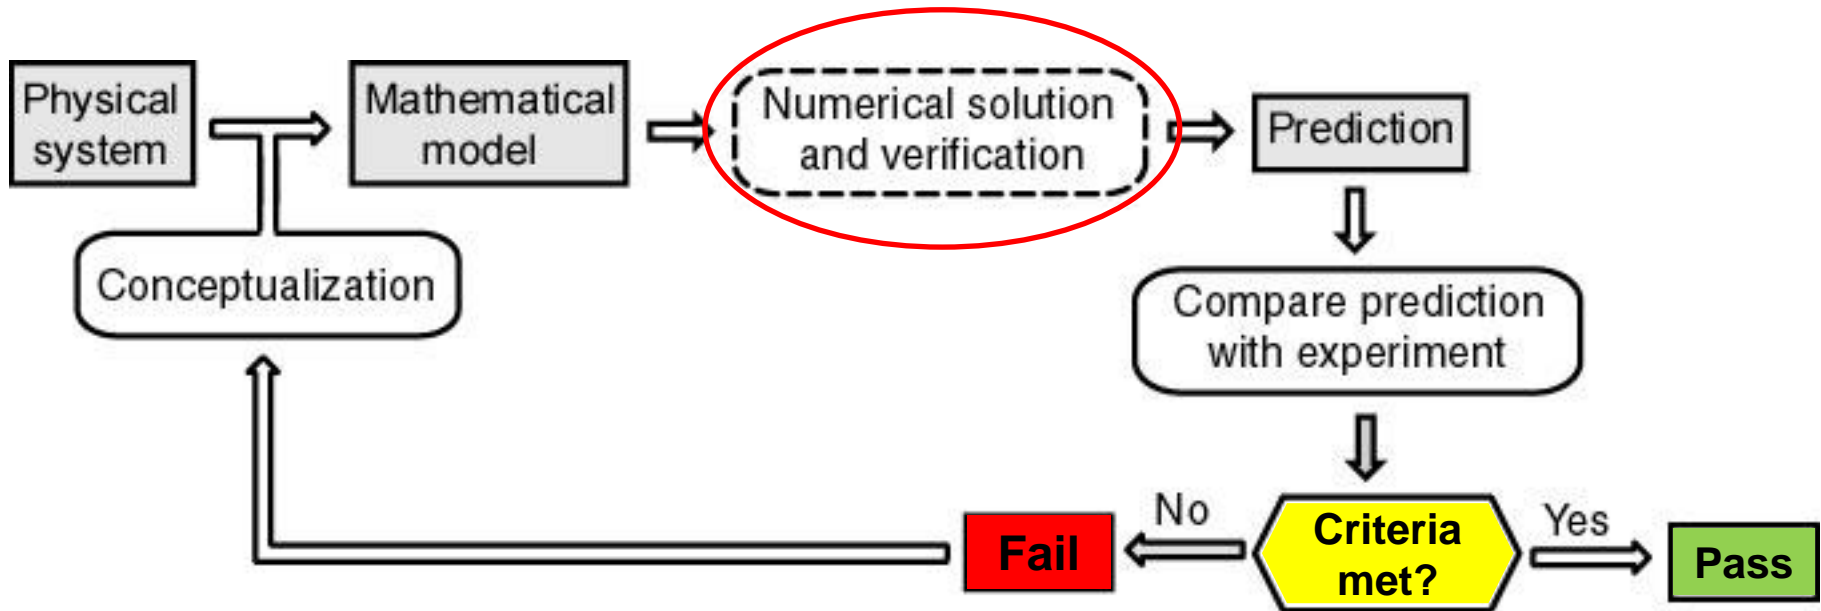 Physical
system
Mathematical
model
Numerical solution
and verification
Prediction
Conceptualization
Compare prediction
with experiment
Criteria
met?
No
Yes
Fail
Pass